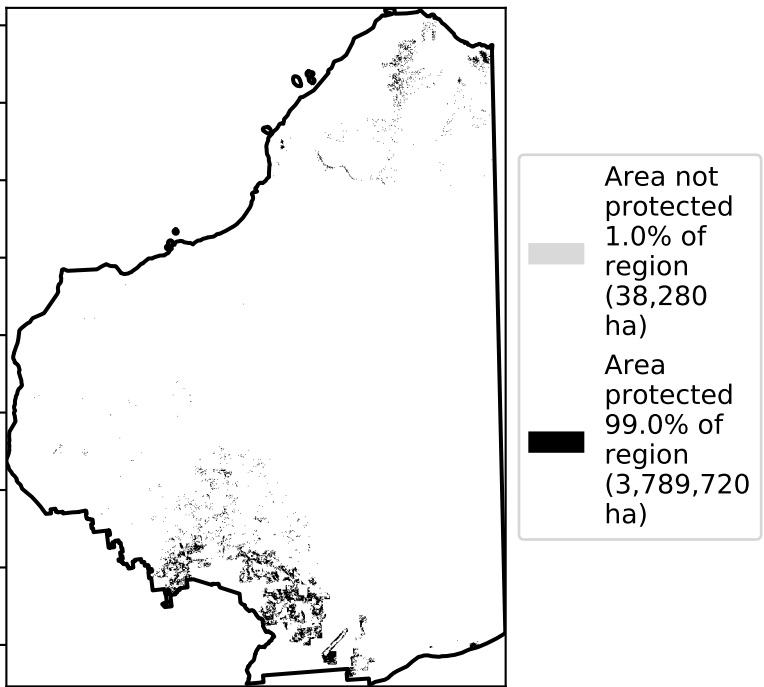 Area not
protected
1.0% of
region
(38,280
ha)
Area
protected
99.0% of
region
(3,789,720
ha)